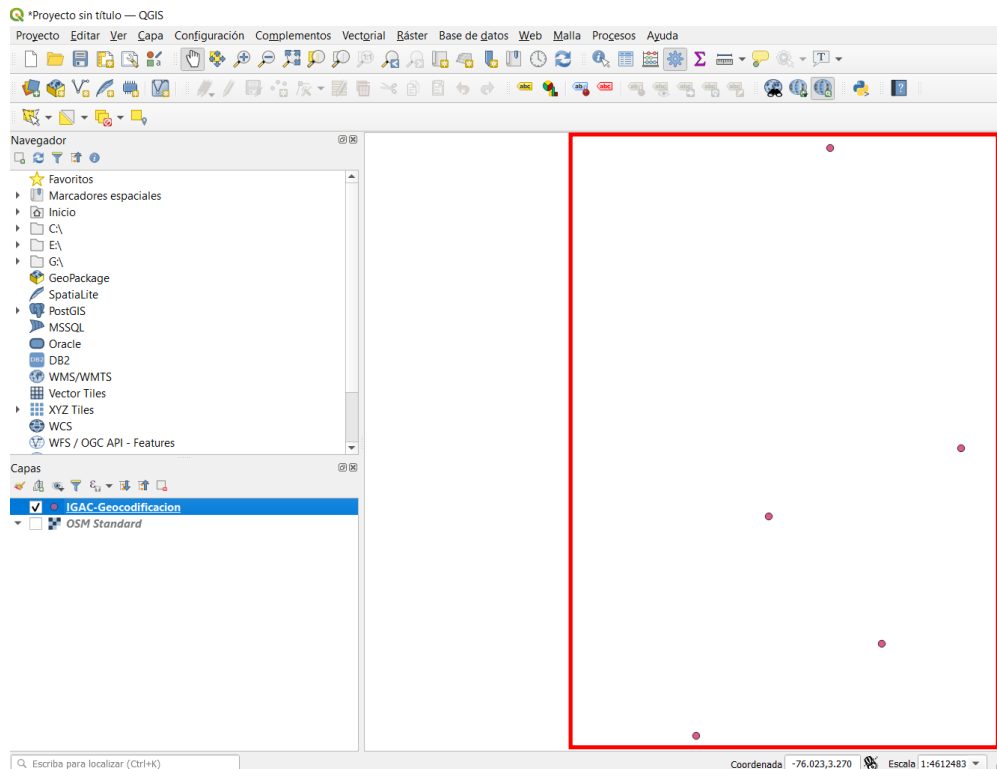 *Proyecto sin título — QGIS
Proyecto Editar Ver Capa Configuración Complementos Vectorial Ráster Base de datos Web Malla Procesos Ayuda
Navegador
Favoritos
Marcadores espaciales
Inicio
C:\
E:\
G:\
GeoPackage
SpatiaLite
PostGIS
MSSQL
Oracle
DB2
WMS/WMTS
Vector Tiles
XYZ Tiles
WCS
WFS / OGC API - Features
Capas
IGAC-Geocodificacion
OSM Standard
Escriba para localizar (Ctrl+K)
Coordenada -76.023,3.270 Escala 1:4612483